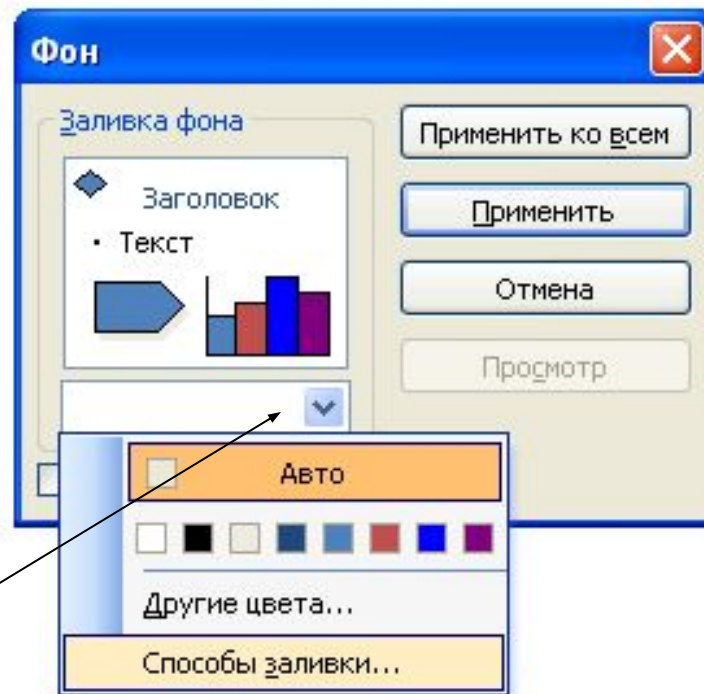 Фон
Заливка фона
Заголовок
· Текст
Применить ко всем
Применить
Отмена
Просмотр
Авто
Другие цвета...
Способы заливки...